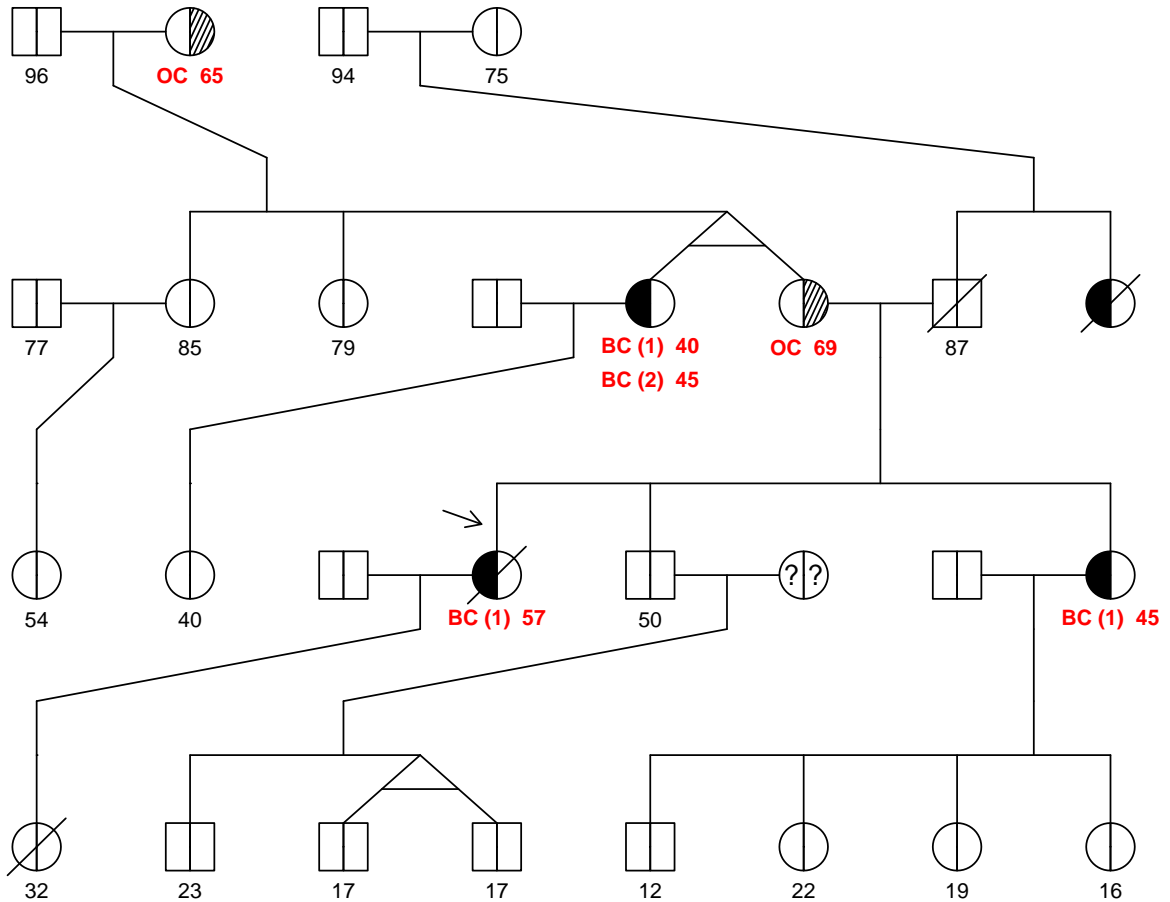 96 OC 65 94 75
77 85 79 BC (1) 40 OC 69 87
BC (2) 45
? ?
54 40 BC (1) 57 50 BC (1) 45
32 23 17 17 12 22 19 16